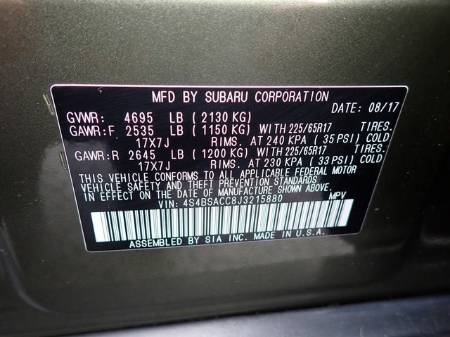 MFD BY SUBARU CORPORATION
DATE: 08/17
GVWR: 4695 LB (2130 KG)
GAWR:F 2535 LB (1150 KG) WITH 225/65R17 TIRES.
17X7J RIMS. AT 240 KPA (35 PSI) COLD
GAWR:R 2645 LB (1200 KG) WITH 225/65R17 TIRES.
17X7J RIMS. AT 230 KPA (33 PSI) COLD
THIS VEHICLE CONFORMS TO ALL APPLICABLE FEDERAL MOTOR
VEHICLE SAFETY AND THEFT PREVENTION STANDARDS IN EFFECT
ON THE DATE OF MANUFACTURE SHOWN ABOVE.
VIN: 4S4BSACC8J3215880 MPV
ASSEMBLED BY SIA INC. MADE IN U.S.A.